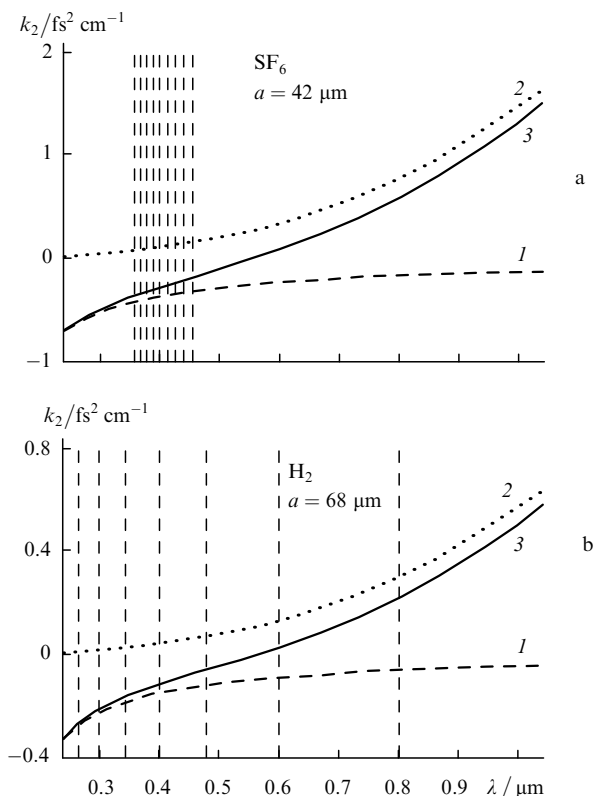 k₂/fs² cm⁻¹
2
SF₆
a = 42 μm
2
3
1
a
0
1
−1
k₂/fs² cm⁻¹
0.8
H₂
a = 68 μm
2
0.4
3
b
0
1
−0.4
0.3 0.4 0.5 0.6 0.7 0.8 0.9 λ/μm